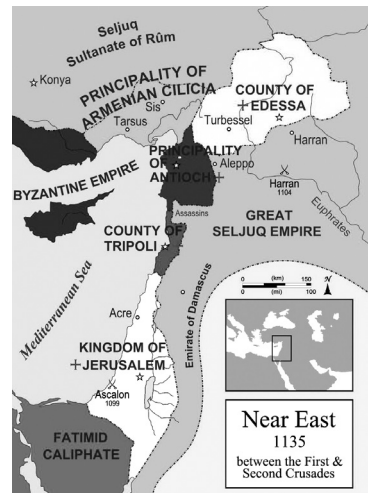 Seljuq
Sultanate of Rûm
Konya
PRINCIPALITY OF
ARMENIAN CILICIA
Sis
Tarsus
COUNTY OF
EDESSA
Turbessel
Harran
PRINCIPALITY
OF
ANTIOCH
Aleppo
Harran
1104
BYZANTINE EMPIRE
Assassins
GREAT
SELJUQ EMPIRE
Euphrates
COUNTY OF
TRIPOLI
Mediterranean Sea
Emirate of Damascus
Acre
KINGDOM OF
JERUSALEM
Ascalon
1099
FATIMID
CALIPHATE
0 (km) 150
0 (mi) 100
N
Near East
1135
between the First &
Second Crusades